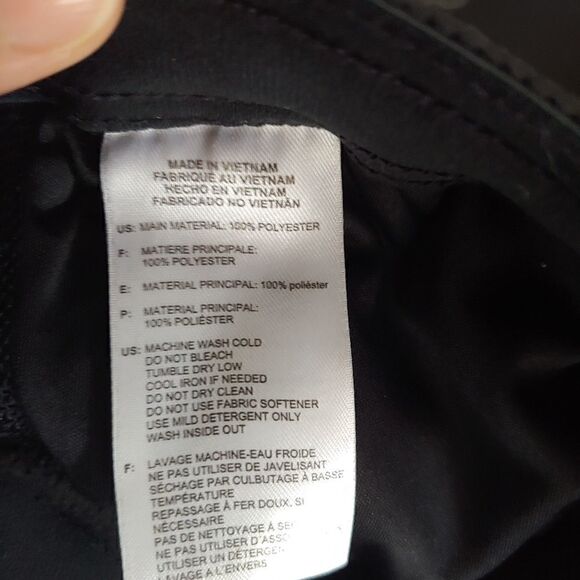 MADE IN VIETNAM
FABRIQUÉ AU VIETNAM
HECHO EN VIETNAM
FABRICADO NO VIETNÃN
US: MAIN MATERIAL: 100% POLYESTER
F: MATIERE PRINCIPALE:
100% POLYESTER
E: MATERIAL PRINCIPAL: 100% poliéster
P: MATERIAL PRINCIPAL:
100% POLIÉSTER
US: MACHINE WASH COLD
DO NOT BLEACH
TUMBLE DRY LOW
COOL IRON IF NEEDED
DO NOT DRY CLEAN
DO NOT USE FABRIC SOFTENER
USE MILD DETERGENT ONLY
WASH INSIDE OUT
F: LAVAGE MACHINE-EAU FROIDE
NE PAS UTILISER DE JAVELISANT
SÉCHAGE PAR CULBUTAGE À BASSE
TEMPÉRATURE
REPASSAGE À FER DOUX, SI
NÉCESSAIRE
PAS DE NETTOYAGE À
NE PAS UTILISER
UTILISER UN
LAVAGE À L'ENVERS